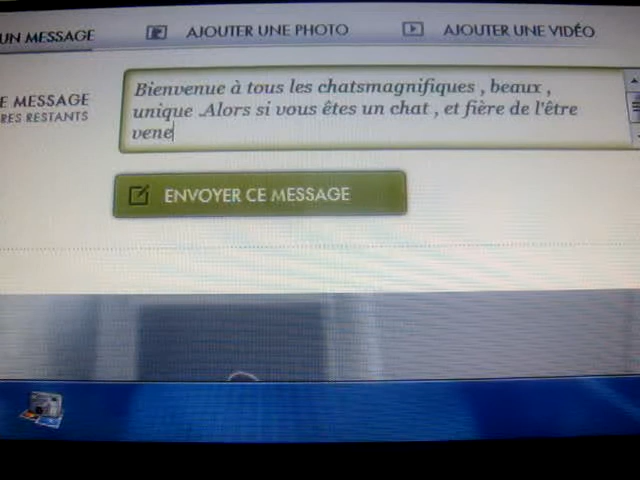 UN MESSAGE AJOUTER UNE PHOTO AJOUTER UNE VIDÉO
E MESSAGE
RES RESTANTS
Bienvenue à tous les chatsmagnifiques , beaux ,
unique .Alors si vous êtes un chat , et fière de l'être
vene
ENVOYER CE MESSAGE